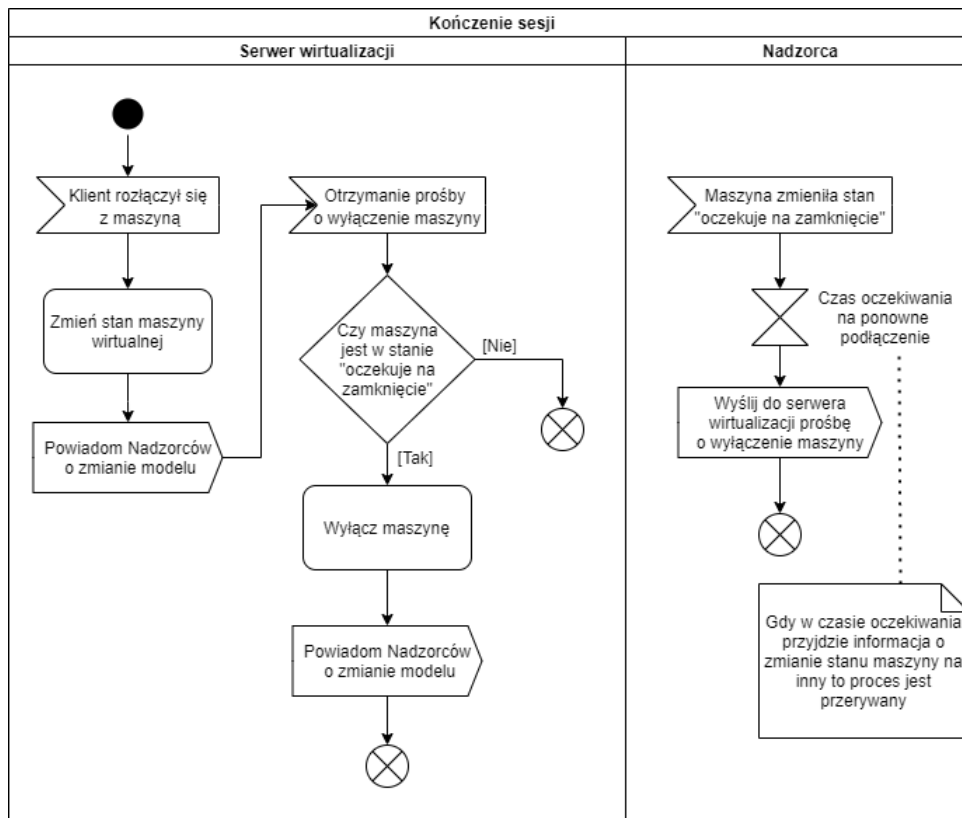 Kończenie sesji
Serwer wirtualizacji
Nadzorca
Klient rozłączył się
z maszyną
Zmień stan maszyny
wirtualnej
Powiadom Nadzorców
o zmianie modelu
Otrzymanie prośby
o wyłączenie maszyny
Czy maszyna
jest w stanie
"oczekuje na
zamknięcie"
[Nie]
[Tak]
Wyłącz maszynę
Powiadom Nadzorców
o zmianie modelu
Maszyna zmieniła stan
"oczekuje na zamknięcie"
Czas oczekiwania
na ponowne
podłączenie
Wyślij do serwera
wirtualizacji prośbę
o wyłączenie maszyny
Gdy w czasie oczekiwania
przyjdzie informacja o
zmianie stanu maszyny na
inny to proces jest
przerywany